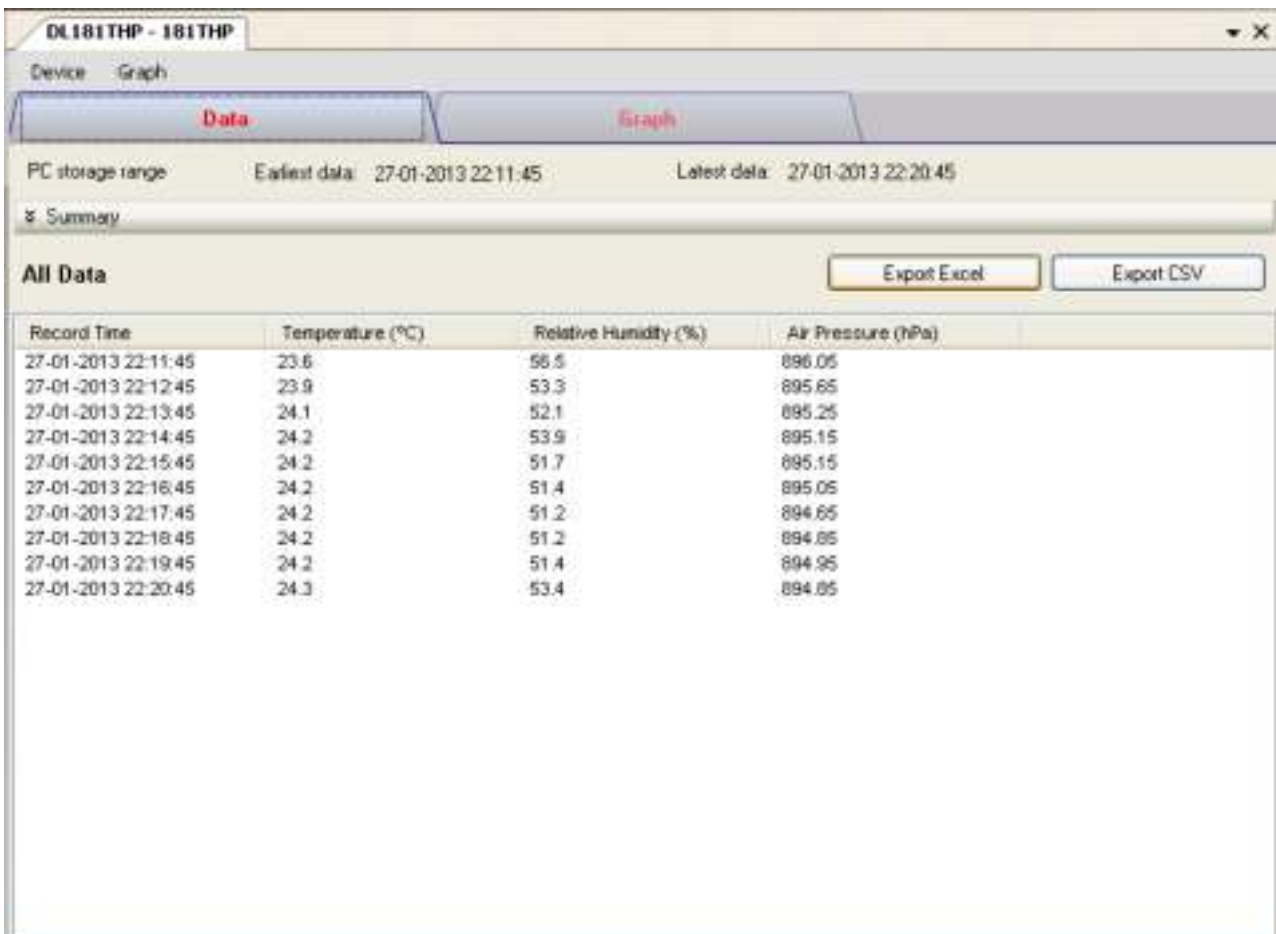 DL181THP - 181THP
Device Graph
Data Graph
PC storage range Earliest data: 27-01-2013 22:11:45 Latest data: 27-01-2013 22:20:45
Summary
All Data Export Excel Export CSV
Record Time Temperature (ºC) Relative Humidity (%) Air Pressure (hPa)
27-01-2013 22:11:45 23.6 56.5 896.05
27-01-2013 22:12:45 23.9 53.3 895.65
27-01-2013 22:13:45 24.1 52.1 895.25
27-01-2013 22:14:45 24.2 53.9 895.15
27-01-2013 22:15:45 24.2 51.7 895.15
27-01-2013 22:16:45 24.2 51.4 895.05
27-01-2013 22:17:45 24.2 51.2 894.65
27-01-2013 22:18:45 24.2 51.2 894.85
27-01-2013 22:19:45 24.2 51.4 894.95
27-01-2013 22:20:45 24.3 53.4 894.85